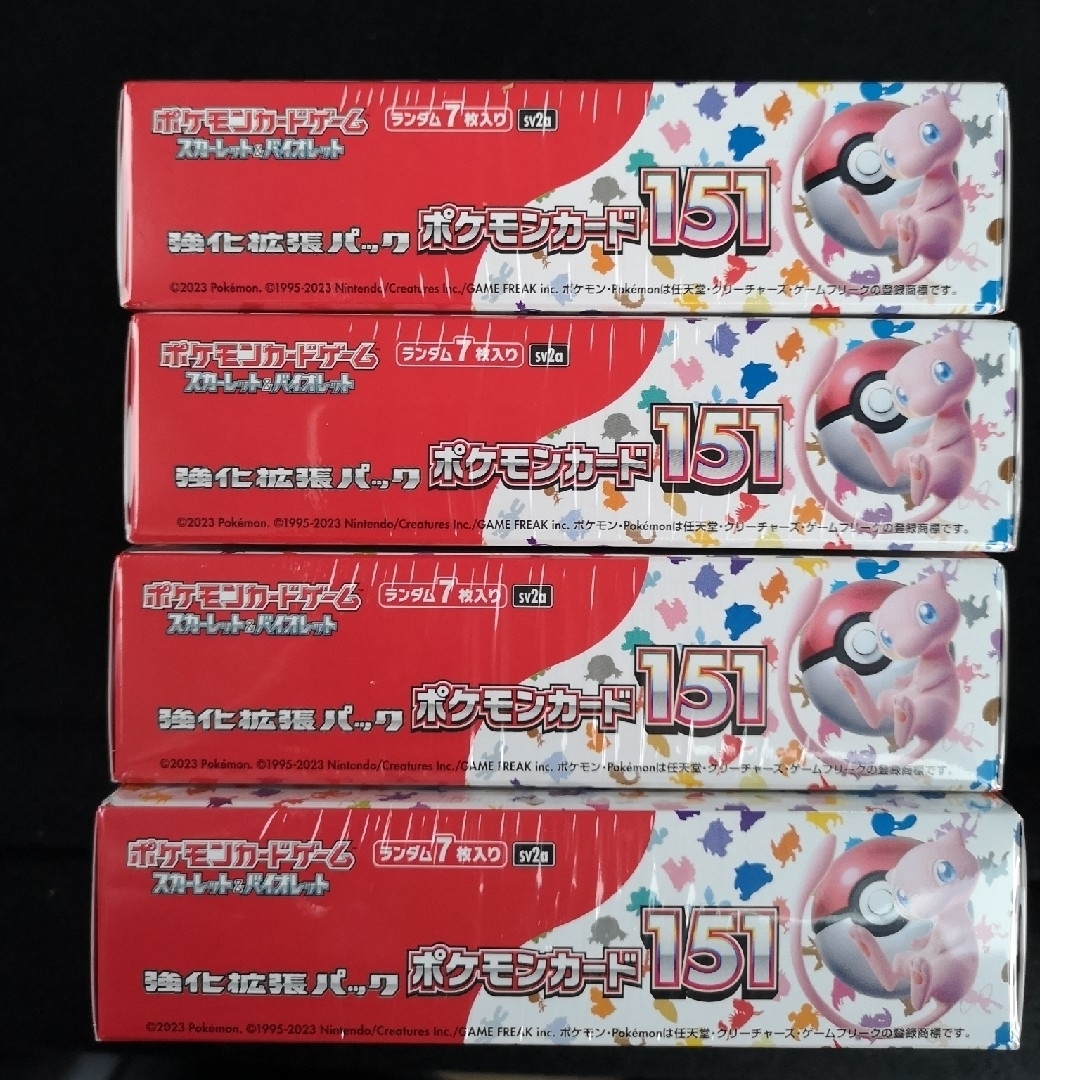 ポケモンカードゲーム ランダム7枚入り sv2a
スカーレット&バイオレット
強化拡張パック ポケモンカード151
©2023 Pokémon. ©1995-2023 Nintendo/Creatures Inc./GAME FREAK inc. ポケモン・Pokémonは任天堂・クリーチャーズ・ゲームフリークの登録商標です。
ポケモンカードゲーム ランダム7枚入り sv2a
スカーレット&バイオレット
強化拡張パック ポケモンカード151
©2023 Pokémon. ©1995-2023 Nintendo/Creatures Inc./GAME FREAK inc. ポケモン・Pokémonは任天堂・クリーチャーズ・ゲームフリークの登録商標です。
ポケモンカードゲーム ランダム7枚入り sv2a
スカーレット&バイオレット
強化拡張パック ポケモンカード151
©2023 Pokémon. ©1995-2023 Nintendo/Creatures Inc./GAME FREAK inc. ポケモン・Pokémonは任天堂・クリーチャーズ・ゲームフリークの登録商標です。
ポケモンカードゲーム ランダム7枚入り sv2a
スカーレット&バイオレット
強化拡張パック ポケモンカード151
©2023 Pokémon. ©1995-2023 Nintendo/Creatures Inc./GAME FREAK inc. ポケモン・Pokémonは任天堂・クリーチャーズ・ゲームフリークの登録商標です。